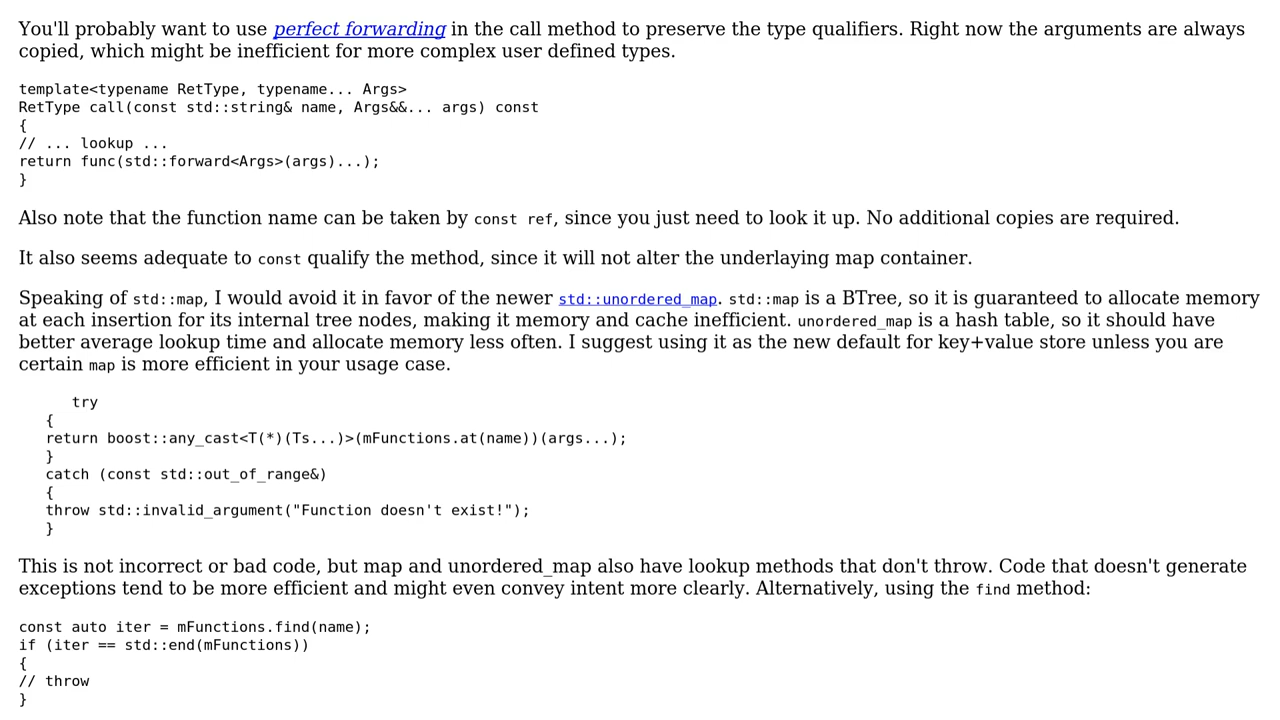 You'll probably want to use perfect forwarding in the call method to preserve the type qualifiers. Right now the arguments are always
copied, which might be inefficient for more complex user defined types.
template<typename RetType, typename... Args>
RetType call(const std::string& name, Args&&... args) const
{
// ... lookup ...
return func(std::forward<Args>(args)...);
}
Also note that the function name can be taken by const ref, since you just need to look it up. No additional copies are required.
It also seems adequate to const qualify the method, since it will not alter the underlaying map container.
Speaking of std::map, I would avoid it in favor of the newer std::unordered_map. std::map is a BTree, so it is guaranteed to allocate memory
at each insertion for its internal tree nodes, making it memory and cache inefficient. unordered_map is a hash table, so it should have
better average lookup time and allocate memory less often. I suggest using it as the new default for key+value store unless you are
certain map is more efficient in your usage case.
try
{
return boost::any_cast<T(*)(Ts...)>(mFunctions.at(name))(args...);
}
catch (const std::out_of_range&)
{
throw std::invalid_argument("Function doesn't exist!");
}
This is not incorrect or bad code, but map and unordered_map also have lookup methods that don't throw. Code that doesn't generate
exceptions tend to be more efficient and might even convey intent more clearly. Alternatively, using the find method:
const auto iter = mFunctions.find(name);
if (iter == std::end(mFunctions))
{
// throw
}